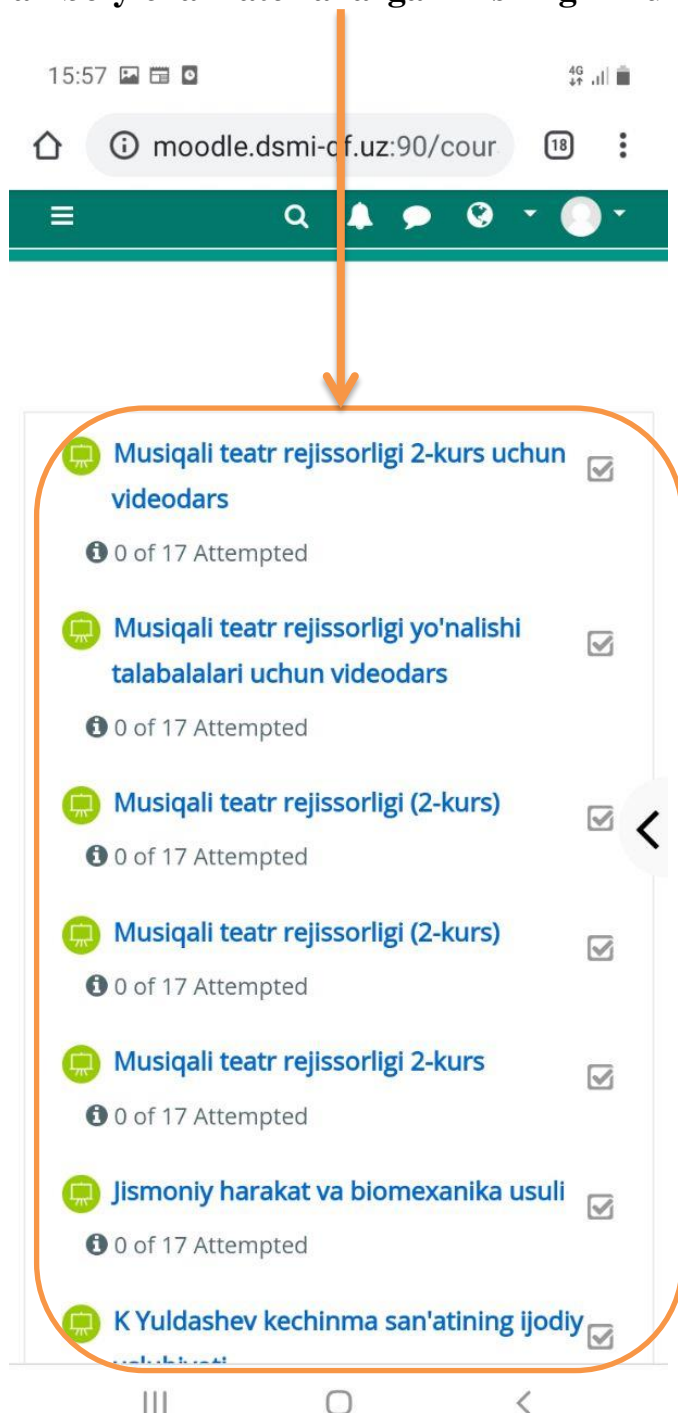 15:57
4G
moodle.dsmi-df.uz:90/cour
18
Musiqali teatr rejissorligi 2-kurs uchun
videodars
0 of 17 Attempted
Musiqali teatr rejissorligi yo'nalishi
talabalalari uchun videodars
0 of 17 Attempted
Musiqali teatr rejissorligi (2-kurs)
0 of 17 Attempted
Musiqali teatr rejissorligi (2-kurs)
0 of 17 Attempted
Musiqali teatr rejissorligi 2-kurs
0 of 17 Attempted
Jismoniy harakat va biomexanika usuli
0 of 17 Attempted
K Yuldashev kechinma san'atining ijodiy